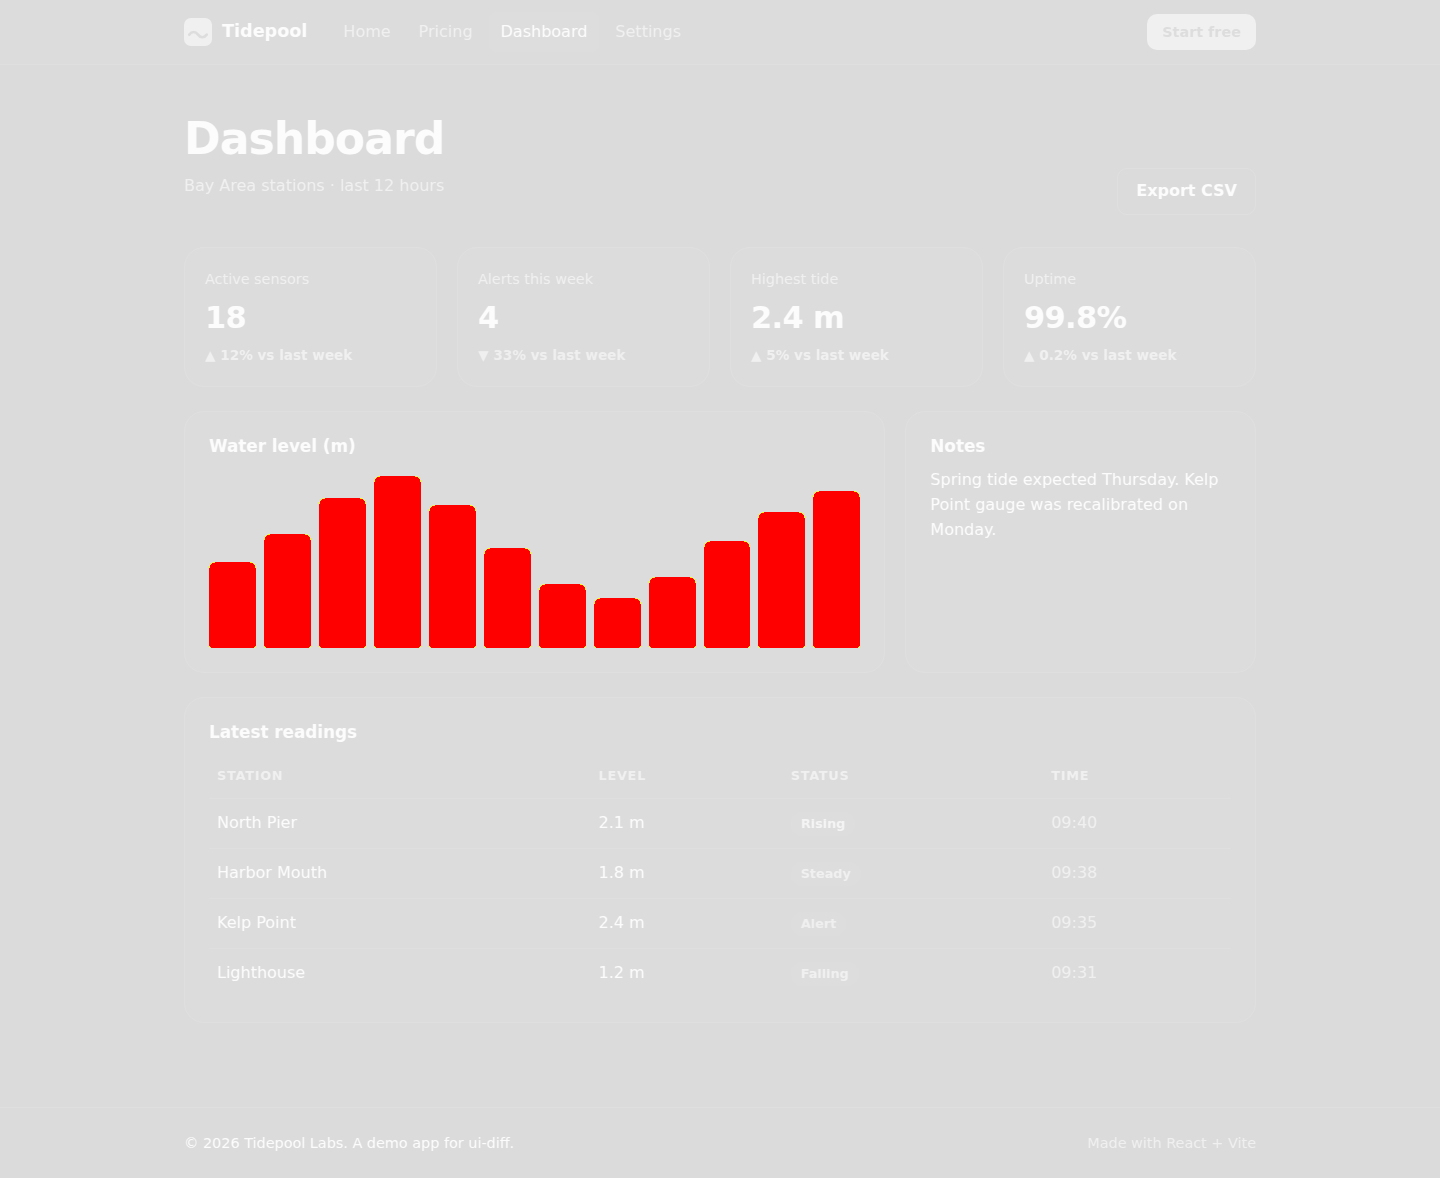 Tidepool Home Pricing Dashboard Settings Start free
Dashboard
Bay Area stations · last 12 hours
Export CSV
Active sensors
18
▲ 12% vs last week
Alerts this week
4
▼ 33% vs last week
Highest tide
2.4 m
▲ 5% vs last week
Uptime
99.8%
▲ 0.2% vs last week
Water level (m)
Notes
Spring tide expected Thursday. Kelp
Point gauge was recalibrated on
Monday.
Latest readings
STATION LEVEL STATUS TIME
North Pier 2.1 m Rising 09:40
Harbor Mouth 1.8 m Steady 09:38
Kelp Point 2.4 m Alert 09:35
Lighthouse 1.2 m Falling 09:31
© 2026 Tidepool Labs. A demo app for ui-diff.
Made with React + Vite